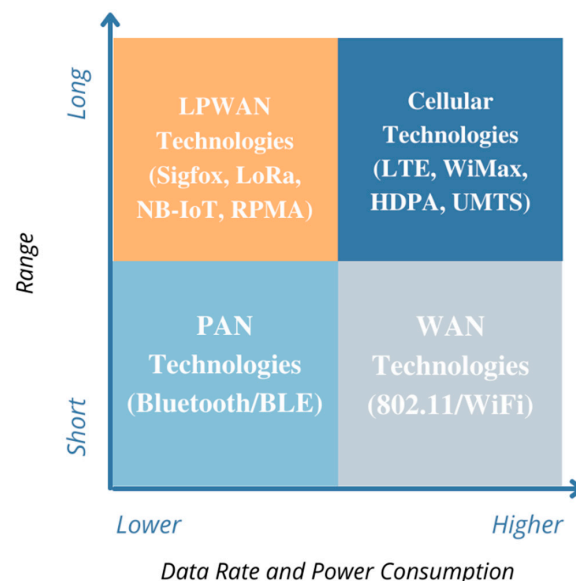 Long
LPWAN
Technologies
(Sigfox, LoRa,
NB-IoT, RPMA)
Cellular
Technologies
(LTE, WiMax,
HDPA, UMTS)
Range
PAN
Technologies
(Bluetooth/BLE)
WAN
Technologies
(802.11/WiFi)
Short
Lower
Higher
Data Rate and Power Consumption